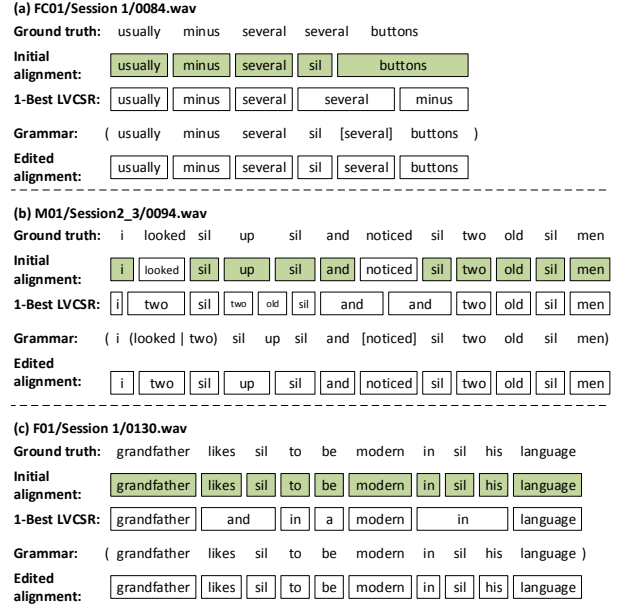 (a) FC01/Session 1/0084.wav
Ground truth: usually minus several several buttons
Initial alignment: usually minus several sil buttons
1-Best LVCSR: usually minus several several minus
Grammar: ( usually minus several sil [several] buttons )
Edited alignment: usually minus several sil several buttons
(b) M01/Session2_3/0094.wav
Ground truth: i looked sil up sil and noticed sil two old sil men
Initial alignment: i looked sil up sil and noticed sil two old sil men
1-Best LVCSR: i two sil two old sil and and two old sil men
Grammar: ( i (looked | two) sil up sil and [noticed] sil two old sil men)
Edited alignment: i two sil up sil and noticed sil two old sil men
(c) F01/Session 1/0130.wav
Ground truth: grandfather likes sil to be modern in sil his language
Initial alignment: grandfather likes sil to be modern in sil his language
1-Best LVCSR: grandfather and in a modern in language
Grammar: ( grandfather likes sil to be modern in sil his language )
Edited alignment: grandfather likes sil to be modern in sil his language